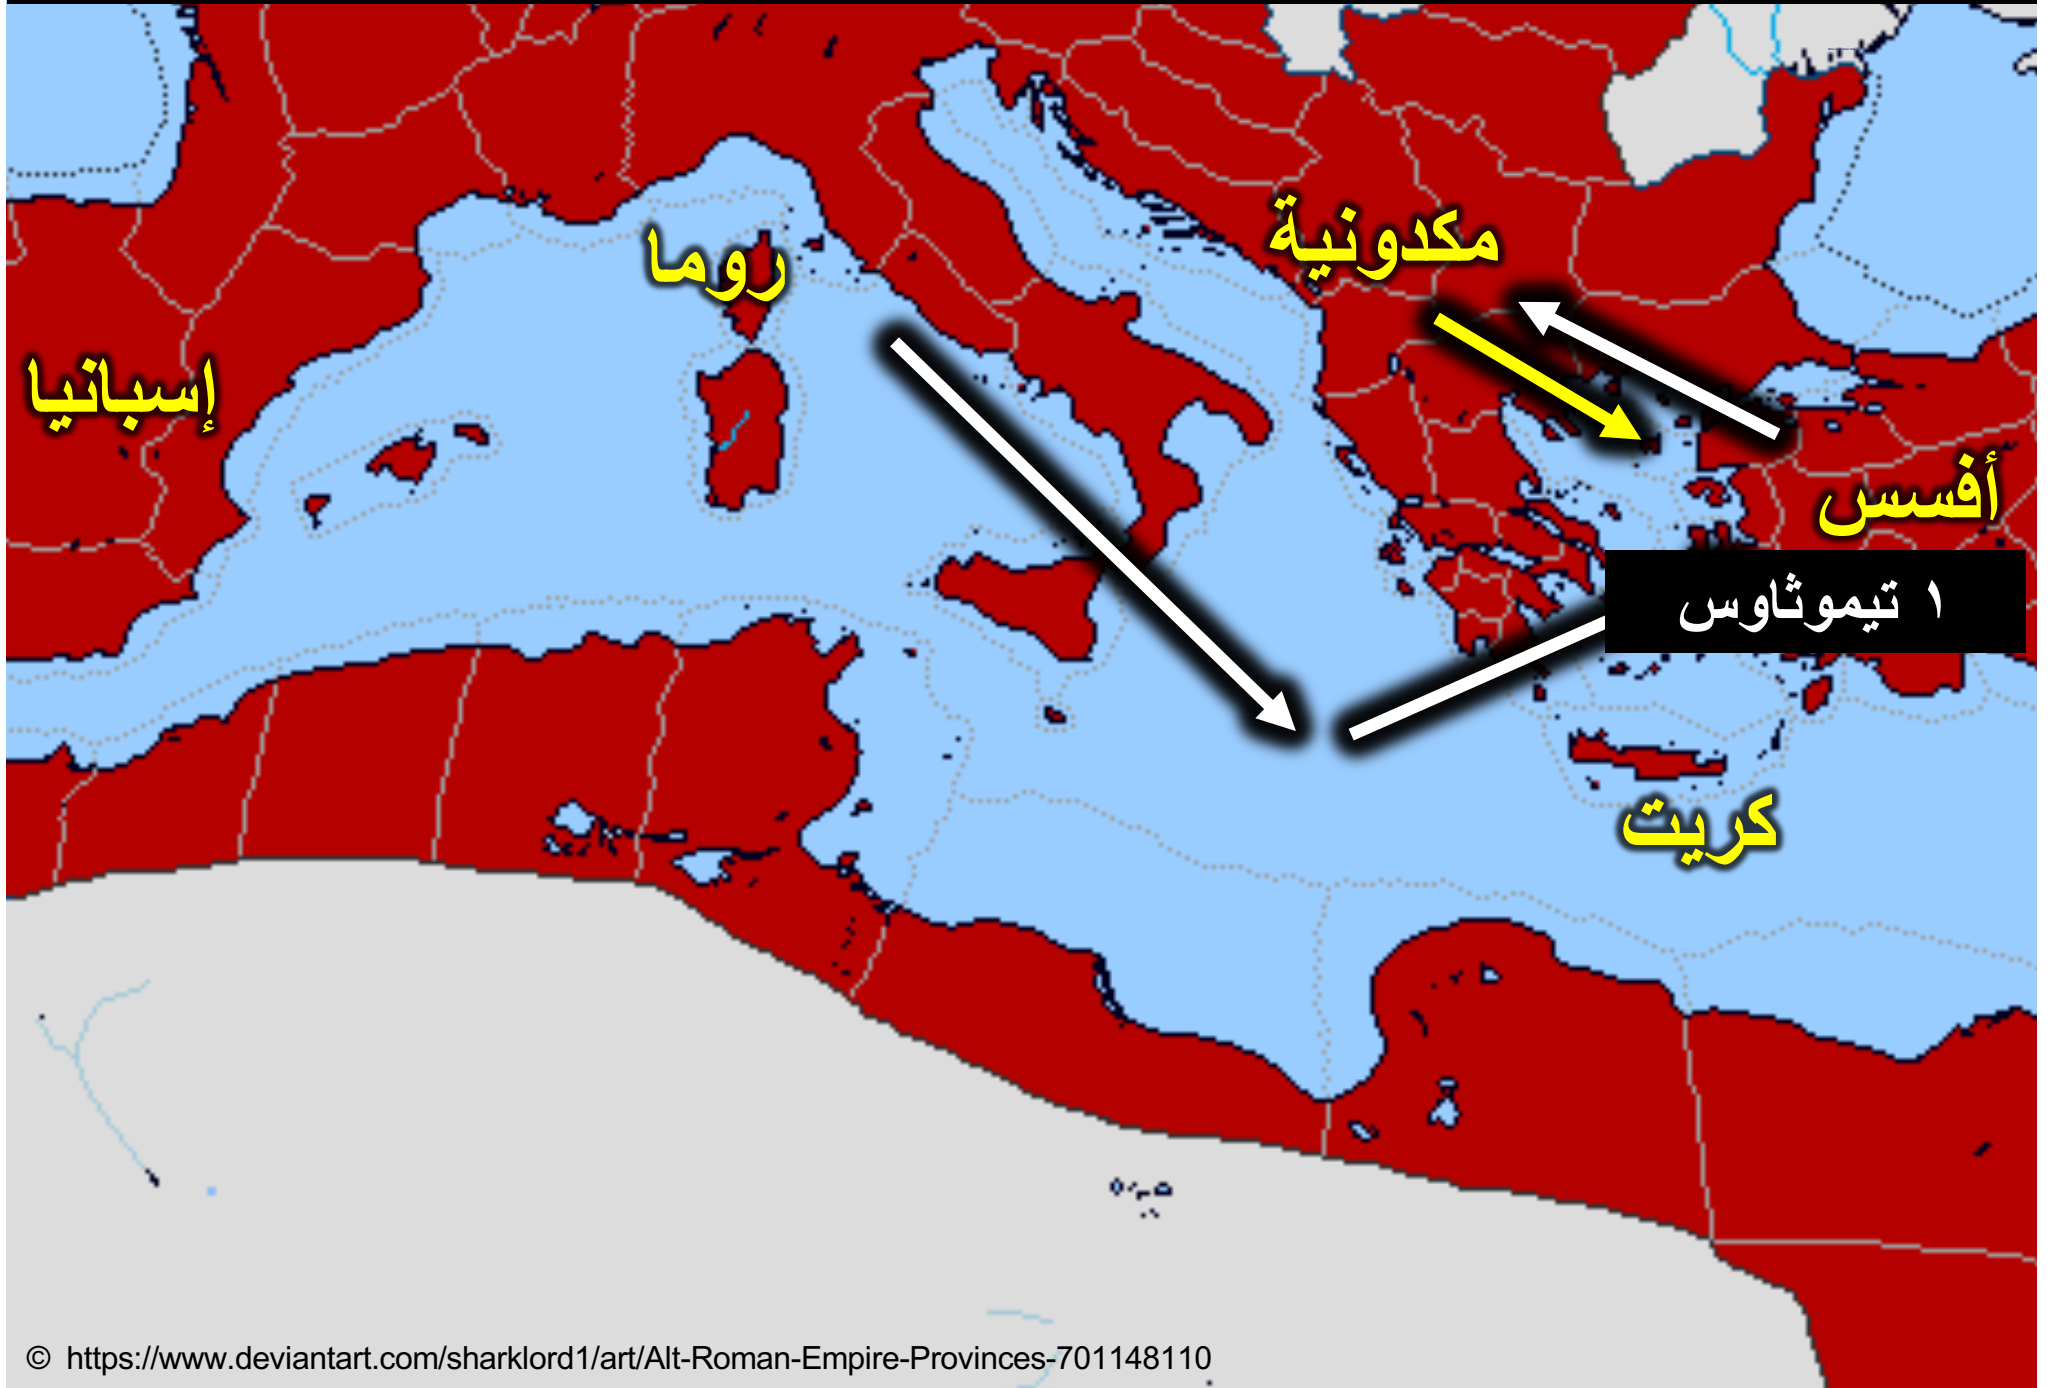 مكدونية
روما
إسبانيا
أفسس
١ تيموثاوس
كريت
© https://www.deviantart.com/sharklord1/art/Alt-Roman-Empire-Provinces-701148110